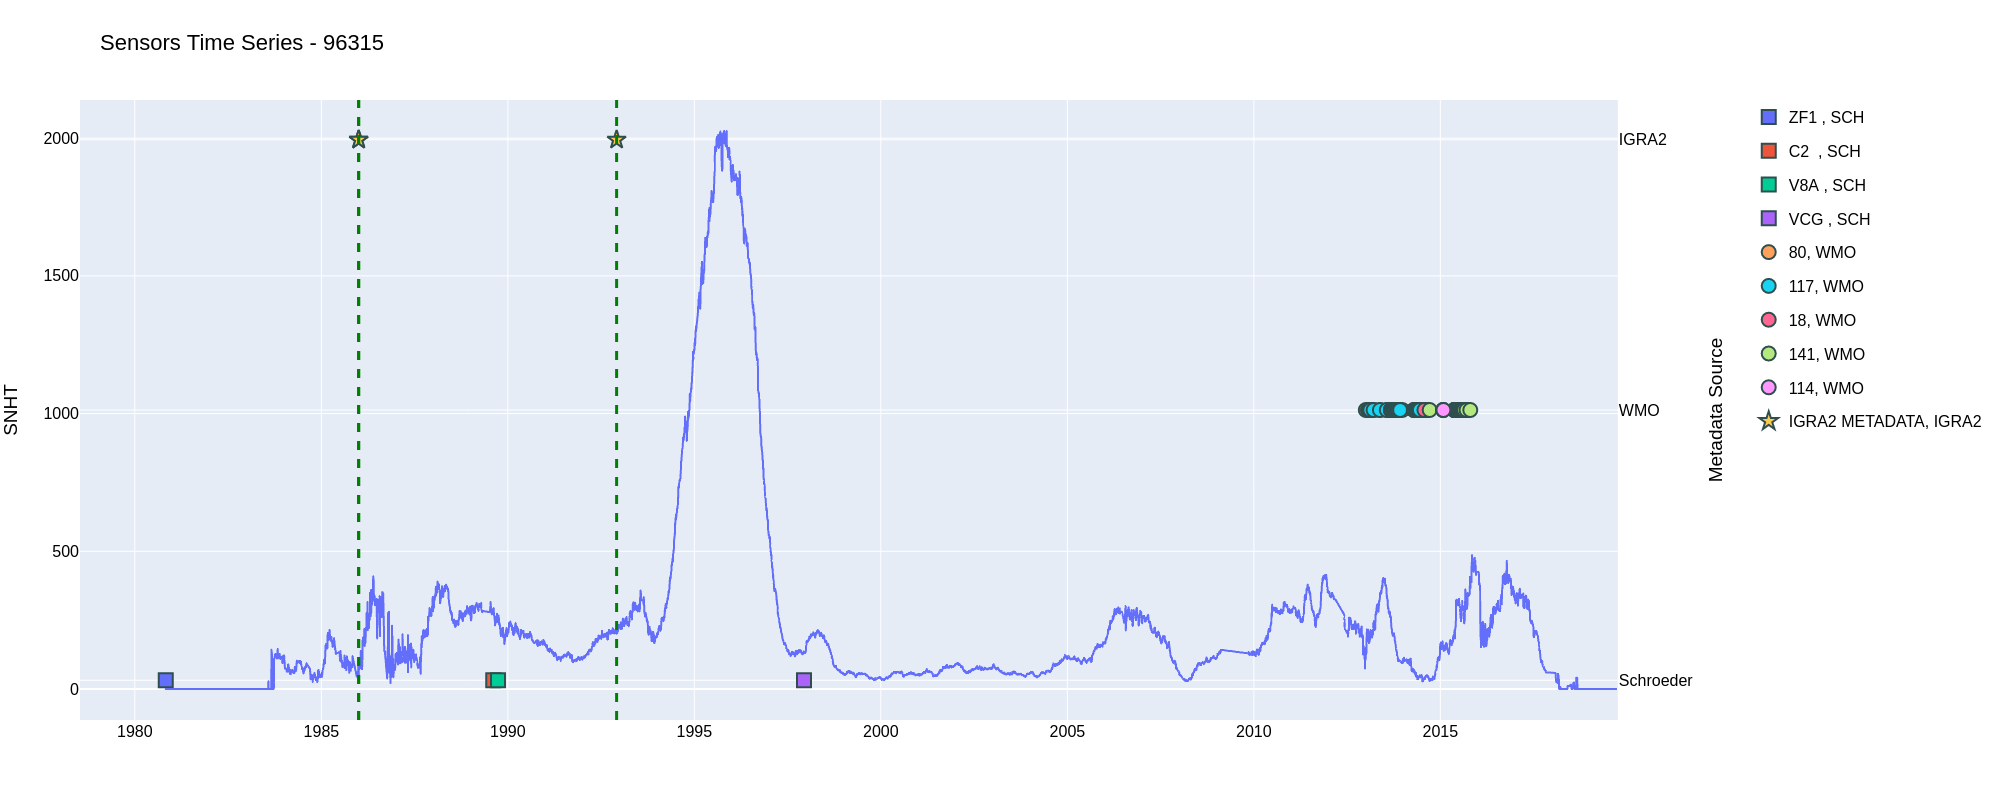 Sensors Time Series - 96315
SNHT
2000
1500
1000
500
0
1980
1985
1990
1995
2000
2005
2010
2015
IGRA2
WMO
Schroeder
Metadata Source
ZF1 , SCH
C2  , SCH
V8A , SCH
VCG , SCH
80, WMO
117, WMO
18, WMO
141, WMO
114, WMO
IGRA2 METADATA, IGRA2